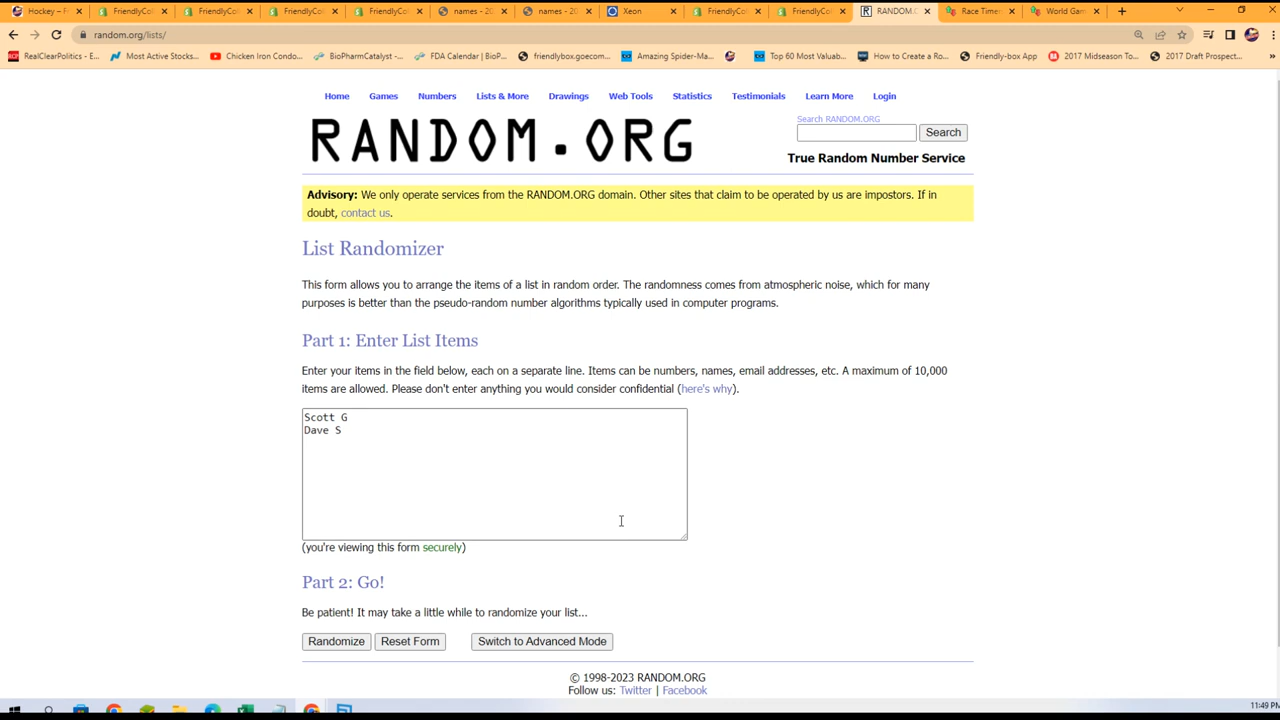 Hockey – F
FriendlyCol
FriendlyCo
FriendlyCo
FriendlyCo
names - 20
names - 20
Xeon
FriendlyCo
FriendlyCo
RANDOM.O
Race Timer
World Gam
random.org/lists/
RealClearPolitics - E...
Most Active Stocks...
Chicken Iron Condo...
BioPharmCatalyst -...
FDA Calendar | BioP...
friendlybox.goecom...
Amazing Spider-Ma...
Top 60 Most Valuab...
How to Create a Ro...
Friendly-box App
2017 Midseason To...
2017 Draft Prospect...
»
Home Games Numbers Lists & More Drawings Web Tools Statistics Testimonials Learn More Login
RANDOM.ORG
Search RANDOM.ORG
Search
True Random Number Service
Advisory: We only operate services from the RANDOM.ORG domain. Other sites that claim to be operated by us are impostors. If in
doubt, contact us.
List Randomizer
This form allows you to arrange the items of a list in random order. The randomness comes from atmospheric noise, which for many
purposes is better than the pseudo-random number algorithms typically used in computer programs.
Part 1: Enter List Items
Enter your items in the field below, each on a separate line. Items can be numbers, names, email addresses, etc. A maximum of 10,000
items are allowed. Please don't enter anything you would consider confidential (here's why).
Scott G
Dave S
(you're viewing this form securely)
Part 2: Go!
Be patient! It may take a little while to randomize your list...
Randomize Reset Form Switch to Advanced Mode
© 1998-2023 RANDOM.ORG
Follow us: Twitter | Facebook
11:49 PM